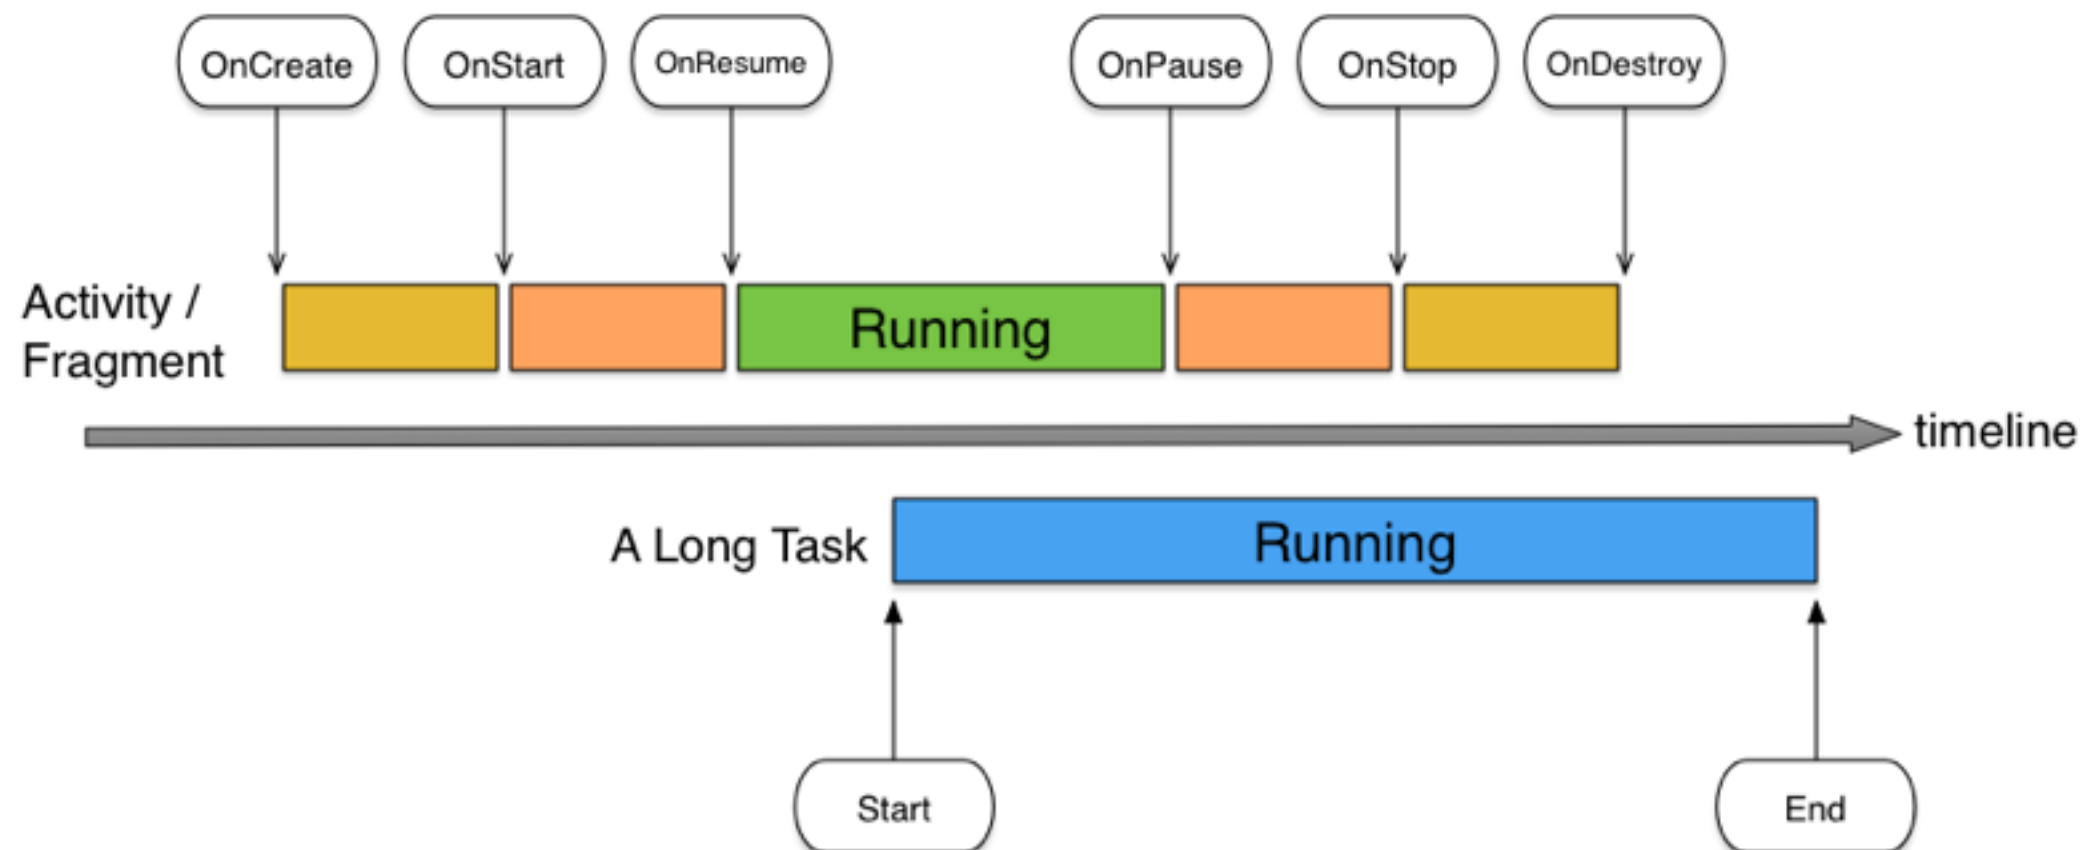 OnCreate
OnStart
OnResume
OnPause
OnStop
OnDestroy
Activity /
Fragment
Running
timeline
A Long Task
Running
Start
End